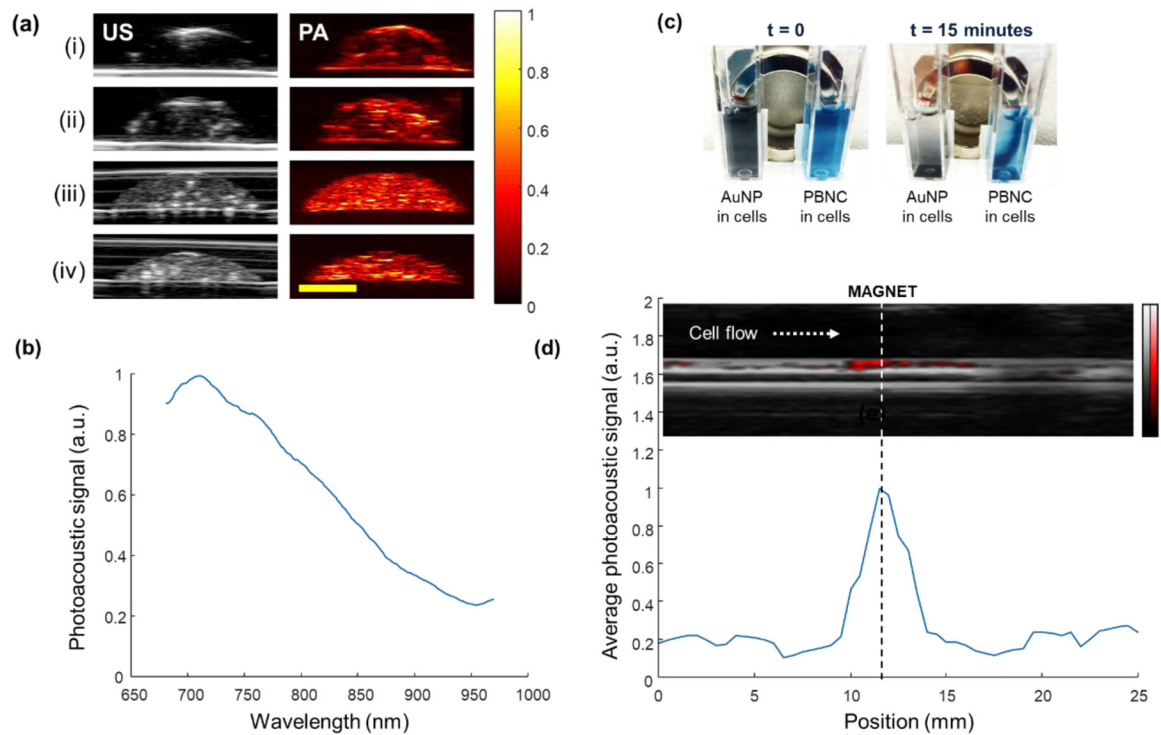 (a)
US
PA
(i)
(ii)
(iii)
(iv)
1
0.8
0.6
0.4
0.2
0
(b)
Photoacoustic signal (a.u.)
1
0.8
0.6
0.4
0.2
0
650
700
750
800
850
900
950
1000
Wavelength (nm)
(c)
t = 0
t = 15 minutes
AuNP
in cells
PBNC
in cells
AuNP
in cells
PBNC
in cells
(d)
MAGNET
Cell flow
(e)
Average photoacoustic signal (a.u.)
2
1.8
1.6
1.4
1.2
1
0.8
0.6
0.4
0.2
0
0
5
10
15
20
25
Position (mm)